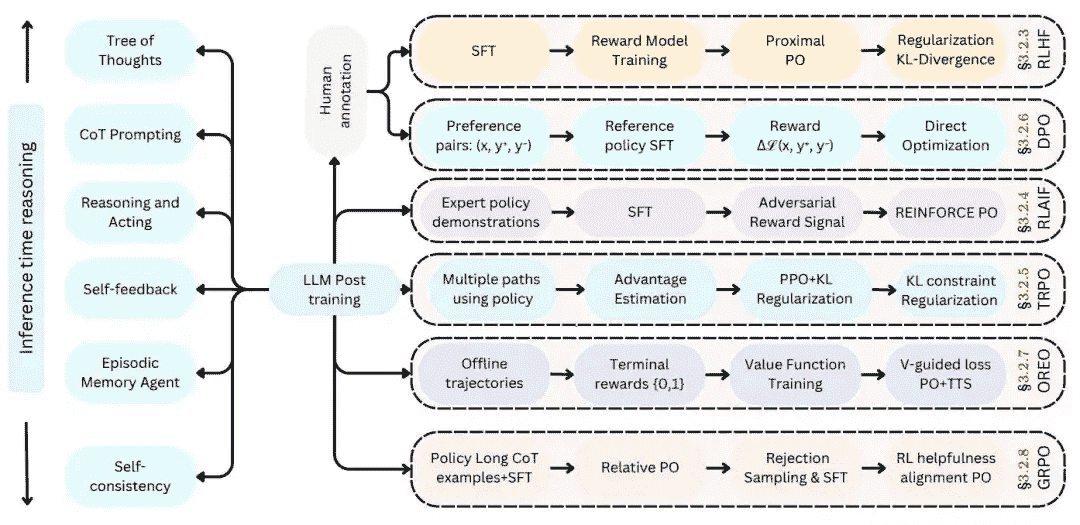 Inference time reasoning
Tree of
Thoughts
CoT Prompting
Reasoning and
Acting
Self-feedback
Episodic
Memory Agent
Self-
consistency
LLM Post
training
Human
annotation
SFT
Reward Model
Training
Proximal
PO
Regularization
KL-Divergence
§3.2.3
RLHF
Preference
pairs: (x, y⁺, y⁻)
Reference
policy SFT
Reward
Δℒ(x, y⁺, y⁻)
Direct
Optimization
§3.2.6
DPO
Expert policy
demonstrations
SFT
Adversarial
Reward Signal
REINFORCE PO
§3.2.4
RLAIF
Multiple paths
using policy
Advantage
Estimation
PPO+KL
Regularization
KL constraint
Regularization
§3.2.5
TRPO
Offline
trajectories
Terminal
rewards {0,1}
Value Function
Training
V-guided loss
PO+TTS
§3.2.7
OREO
Policy Long CoT
examples+SFT
Relative PO
Rejection
Sampling & SFT
RL helpfulness
alignment PO
§3.2.8
GRPO